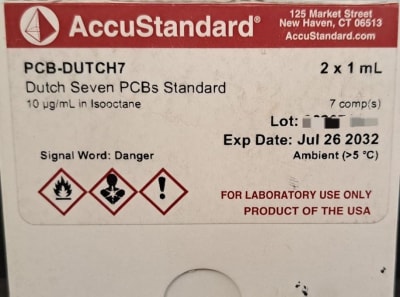 AccuStandard®
125 Market Street
New Haven, CT 06513
AccuStandard.com
PCB-DUTCH7 2 x 1 mL
Dutch Seven PCBs Standard
10 µg/mL in Isooctane 7 comp(s)
Lot:
Exp Date: Jul 26 2032
Signal Word: Danger Ambient (>5 °C)
FOR LABORATORY USE ONLY
PRODUCT OF THE USA